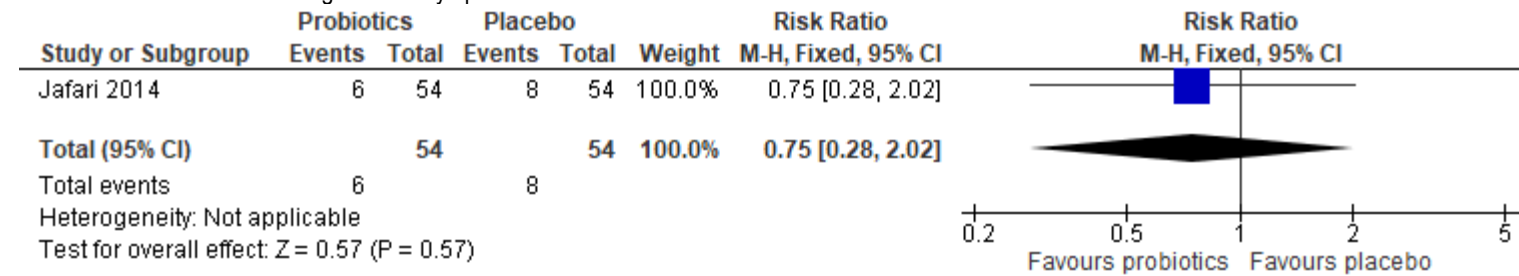 Probiotics Placebo Risk Ratio Risk Ratio
Study or Subgroup Events Total Events Total Weight M-H, Fixed, 95% CI M-H, Fixed, 95% CI
Jafari 2014 6 54 8 54 100.0% 0.75 [0.28, 2.02]
Total (95% CI) 54 54 100.0% 0.75 [0.28, 2.02]
Total events 6 8
Heterogeneity: Not applicable
Test for overall effect: Z = 0.57 (P = 0.57)
0.2 0.5 1 2 5
Favours probiotics Favours placebo